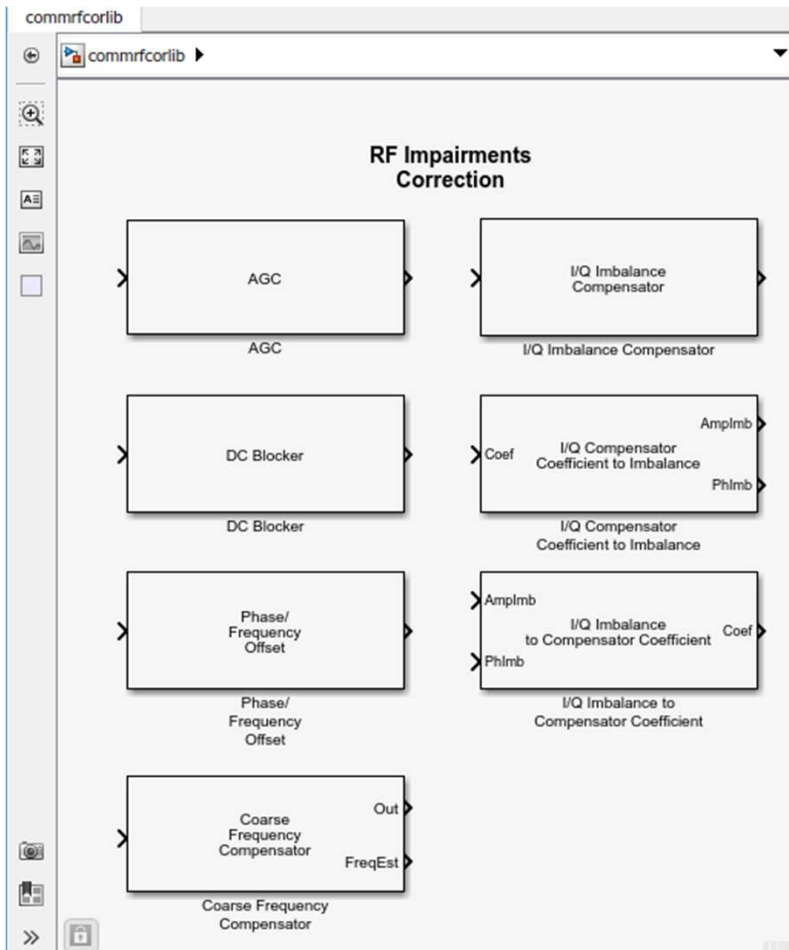 commrfcorlib
commrfcorlib
RF Impairments
Correction
AGC
AGC
I/Q Imbalance
Compensator
I/Q Imbalance Compensator
DC Blocker
DC Blocker
Coef
I/Q Compensator
Coefficient to Imbalance
AmpImb
PhImb
I/Q Compensator
Coefficient to Imbalance
Phase/
Frequency
Offset
Phase/
Frequency
Offset
AmpImb
PhImb
I/Q Imbalance
to Compensator Coefficient
Coef
I/Q Imbalance to
Compensator Coefficient
Coarse
Frequency
Compensator
Out
FreqEst
Coarse Frequency
Compensator